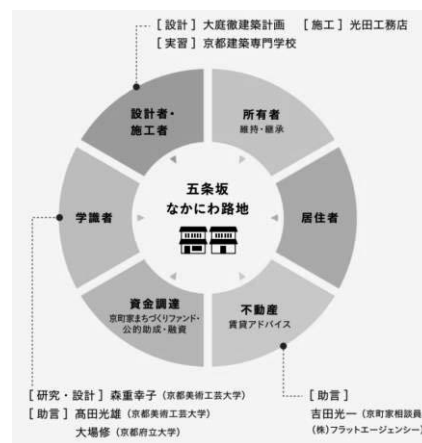 ［設計］大庭徹建築計画　［施工］光田工務店
［実習］京都建築専門学校
設計者・
施工者
所有者
維持・継承
学識者
五条坂
なかにわ路地
居住者
資金調達
京町家まちづくりファンド・
公的助成・融資
不動産
賃貸アドバイス
［研究・設計］森重幸子（京都美術工芸大学）
［助言］髙田光雄（京都美術工芸大学）
大場修（京都府立大学）
［助言］
吉田光一（京町家相談員
（株）フラットエージェンシー）